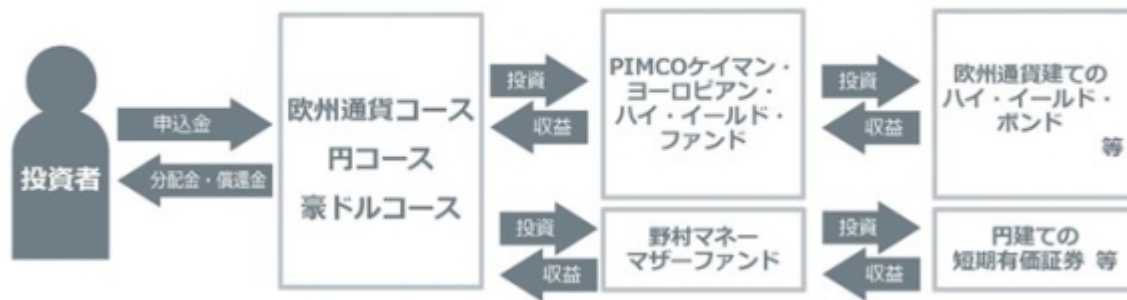 投資者
申込金
分配金・償還金
欧州通貨コース
円コース
豪ドルコース
投資
収益
PIMCOケイマン・
ヨーロピアン・
ハイ・イールド・
ファンド
投資
収益
欧州通貨建ての
ハイ・イールド・
ボンド
等
投資
収益
野村マネー
マザーファンド
投資
収益
円建ての
短期有価証券 等